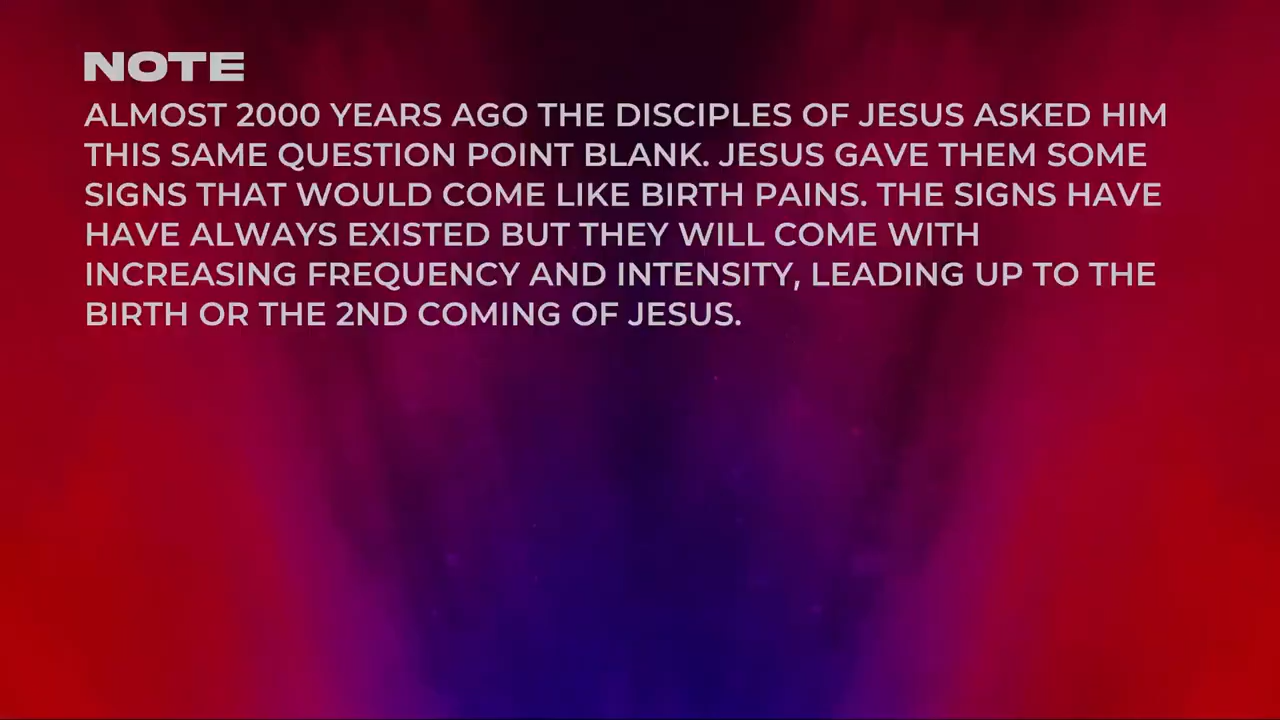 NOTE
ALMOST 2000 YEARS AGO THE DISCIPLES OF JESUS ASKED HIM
THIS SAME QUESTION POINT BLANK. JESUS GAVE THEM SOME
SIGNS THAT WOULD COME LIKE BIRTH PAINS. THE SIGNS HAVE
HAVE ALWAYS EXISTED BUT THEY WILL COME WITH
INCREASING FREQUENCY AND INTENSITY, LEADING UP TO THE
BIRTH OR THE 2ND COMING OF JESUS.